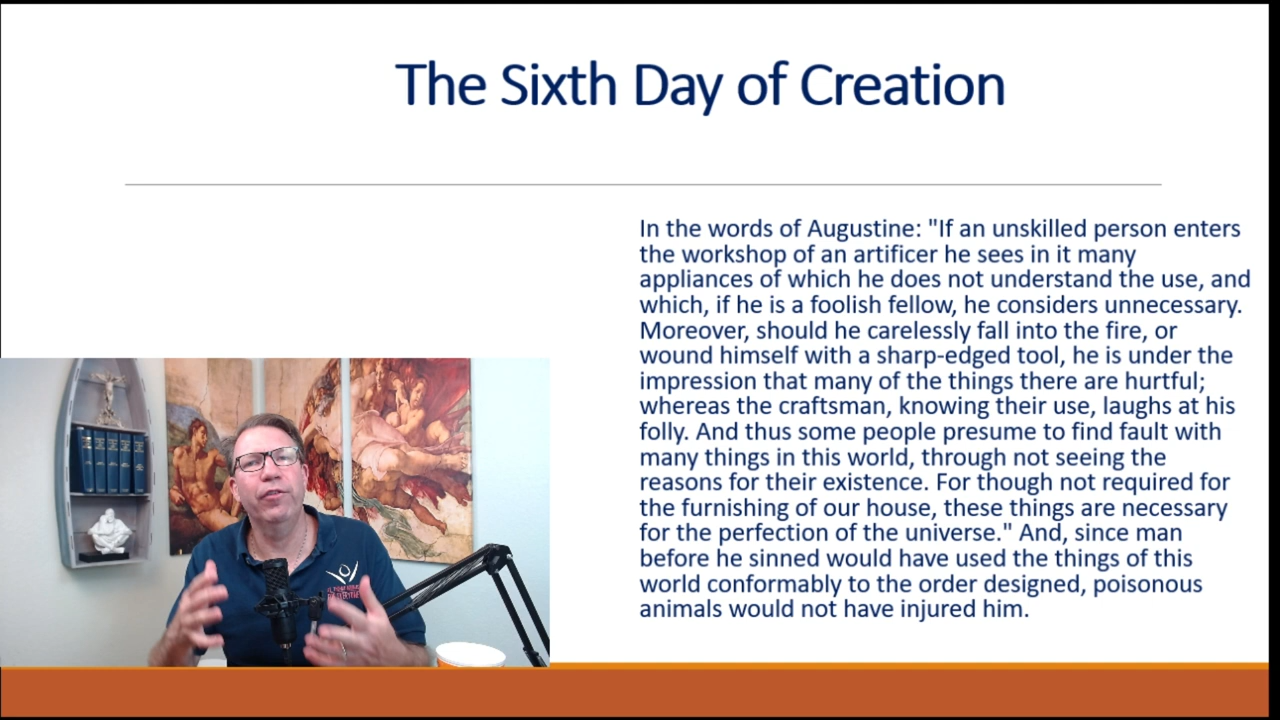 The Sixth Day of Creation
In the words of Augustine: "If an unskilled person enters
the workshop of an artificer he sees in it many
appliances of which he does not understand the use, and
which, if he is a foolish fellow, he considers unnecessary.
Moreover, should he carelessly fall into the fire, or
wound himself with a sharp-edged tool, he is under the
impression that many of the things there are hurtful;
whereas the craftsman, knowing their use, laughs at his
folly. And thus some people presume to find fault with
many things in this world, through not seeing the
reasons for their existence. For though not required for
the furnishing of our house, these things are necessary
for the perfection of the universe." And, since man
before he sinned would have used the things of this
world conformably to the order designed, poisonous
animals would not have injured him.